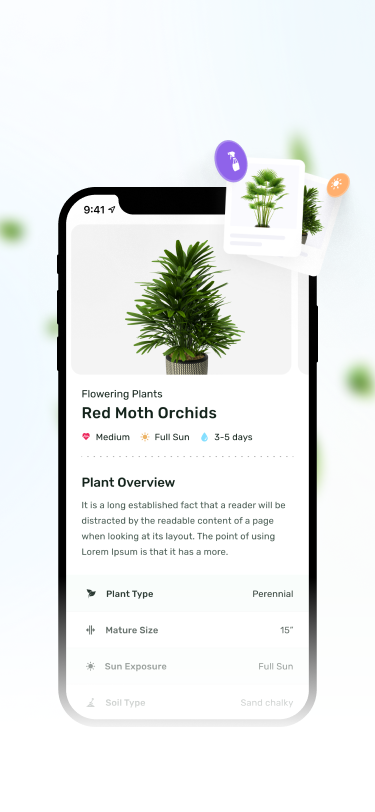 9:41
Flowering Plants
Red Moth Orchids
Medium Full Sun 3-5 days
Plant Overview
It is a long established fact that a reader will be
distracted by the readable content of a page
when looking at its layout. The point of using
Lorem Ipsum is that it has a more.
Plant Type Perennial
Mature Size 15"
Sun Exposure Full Sun
Soil Type Sand chalky